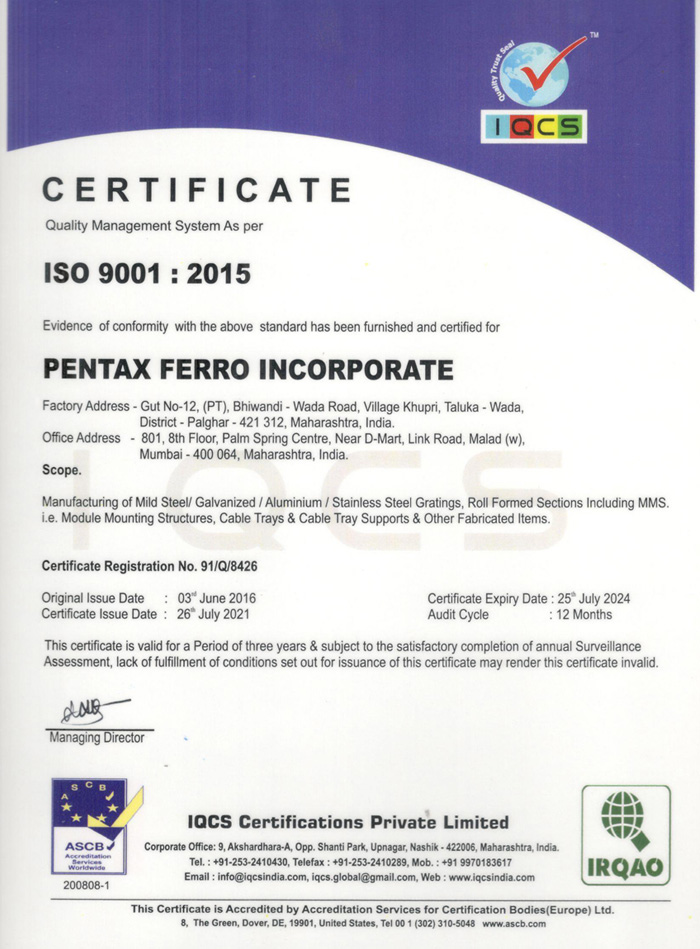 Quality Trust Seal
TM
IQCS
CERTIFICATE
Quality Management System As per
ISO 9001 : 2015
Evidence of conformity with the above standard has been furnished and certified for
PENTAX FERRO INCORPORATE
Factory Address - Gut No-12, (PT), Bhiwandi - Wada Road, Village Khupri, Taluka - Wada,
District - Palghar - 421 312, Maharashtra, India.
Office Address - 801, 8th Floor, Palm Spring Centre, Near D-Mart, Link Road, Malad (w),
Mumbai - 400 064, Maharashtra, India.
Scope.
IQCS
Manufacturing of Mild Steel/ Galvanized / Aluminium / Stainless Steel Gratings, Roll Formed Sections Including MMS.
i.e. Module Mounting Structures, Cable Trays & Cable Tray Supports & Other Fabricated Items.
Certificate Registration No. 91/Q/8426
Original Issue Date : 03rd June 2016
Certificate Expiry Date : 25th July 2024
Certificate Issue Date : 26th July 2021
Audit Cycle : 12 Months
This certificate is valid for a Period of three years & subject to the satisfactory completion of annual Surveillance
Assessment, lack of fulfillment of conditions set out for issuance of this certificate may render this certificate invalid.
Managing Director
ASCB
ASCB
Accreditation
Services
Worldwide
200808-1
IQCS Certifications Private Limited
Corporate Office: 9, Akshardhara-A, Opp. Shanti Park, Upnagar, Nashik - 422006, Maharashtra, India.
Tel. : +91-253-2410430, Telefax : +91-253-2410289, Mob. : +91 9970183617
Email : info@iqcsindia.com, iqcs.global@gmail.com, Web : www.iqcsindia.com
IRQAO
This Certificate is Accredited by Accreditation Services for Certification Bodies(Europe) Ltd.
8, The Green, Dover, DE, 19901, United States, Tel 00 1 (302) 310-5048 www.ascb.com